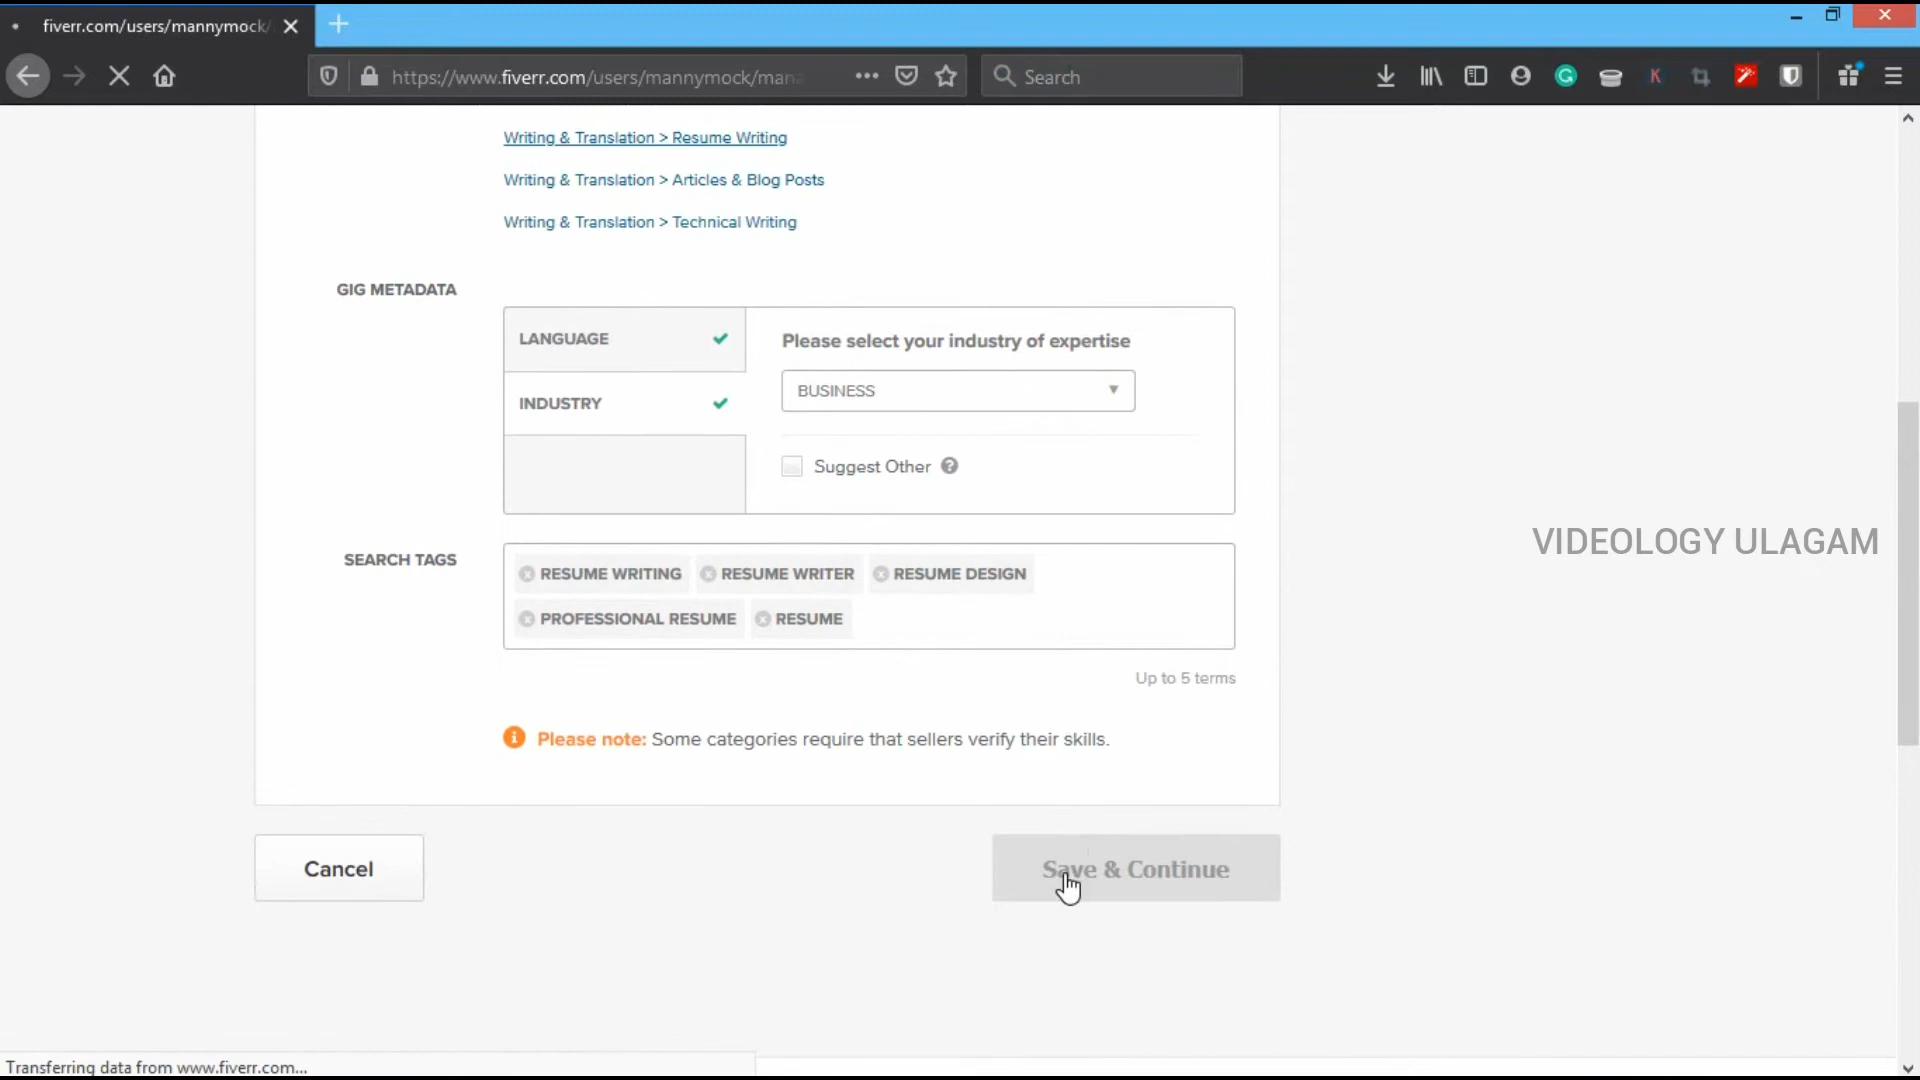 fiverr.com/users/mannymock/
https://www.fiverr.com/users/mannymock/mana
Search
Writing & Translation > Resume Writing
Writing & Translation > Articles & Blog Posts
Writing & Translation > Technical Writing
GIG METADATA
LANGUAGE
Please select your industry of expertise
BUSINESS
INDUSTRY
Suggest Other
VIDEOLOGY ULAGAM
SEARCH TAGS
RESUME WRITING RESUME WRITER RESUME DESIGN
PROFESSIONAL RESUME RESUME
Up to 5 terms
Please note: Some categories require that sellers verify their skills.
Cancel
Save & Continue
Transferring data from www.fiverr.com...